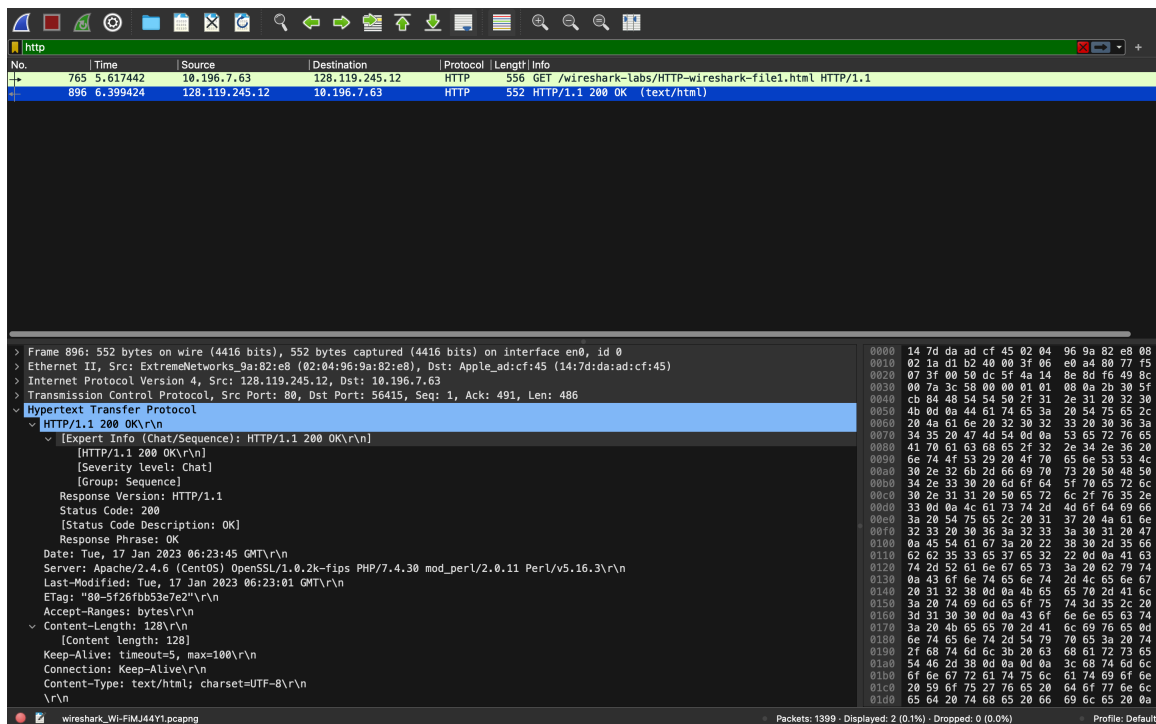 http
No. Time Source Destination Protocol Length Info
765 5.617442 10.196.7.63 128.119.245.12 HTTP 556 GET /wireshark-labs/HTTP-wireshark-file1.html HTTP/1.1
896 6.399424 128.119.245.12 10.196.7.63 HTTP 552 HTTP/1.1 200 OK (text/html)
Frame 896: 552 bytes on wire (4416 bits), 552 bytes captured (4416 bits) on interface en0, id 0
Ethernet II, Src: ExtremeNetworks_9a:82:e8 (02:04:96:9a:82:e8), Dst: Apple_ad:cf:45 (14:7d:da:ad:cf:45)
Internet Protocol Version 4, Src: 128.119.245.12, Dst: 10.196.7.63
Transmission Control Protocol, Src Port: 80, Dst Port: 56415, Seq: 1, Ack: 491, Len: 486
Hypertext Transfer Protocol
HTTP/1.1 200 OK\r\n
[Expert Info (Chat/Sequence): HTTP/1.1 200 OK\r\n]
[HTTP/1.1 200 OK\r\n]
[Severity level: Chat]
[Group: Sequence]
Response Version: HTTP/1.1
Status Code: 200
[Status Code Description: OK]
Response Phrase: OK
Date: Tue, 17 Jan 2023 06:23:45 GMT\r\n
Server: Apache/2.4.6 (CentOS) OpenSSL/1.0.2k-fips PHP/7.4.30 mod_perl/2.0.11 Perl/v5.16.3\r\n
Last-Modified: Tue, 17 Jan 2023 06:23:01 GMT\r\n
ETag: "80-5f26fbb53e7e2"\r\n
Accept-Ranges: bytes\r\n
Content-Length: 128\r\n
[Content length: 128]
Keep-Alive: timeout=5, max=100\r\n
Connection: Keep-Alive\r\n
Content-Type: text/html; charset=UTF-8\r\n
\r\n
0000 14 7d da ad cf 45 02 04 96 9a 82 e8 08
0010 02 1a d1 b2 40 00 3f 06 e0 a4 80 77 f5
0020 07 3f 00 50 dc 5f 4a 14 8e 8d f6 49 8c
0030 00 7a 3c 58 00 00 01 01 08 0a 2b 30 5f
0040 cb 84 48 54 54 50 2f 31 2e 31 20 32 30
0050 4b 0d 0a 44 61 74 65 3a 20 54 75 65 2c
0060 20 4a 61 6e 20 32 30 32 33 20 30 36 3a
0070 34 35 20 47 4d 54 0d 0a 53 65 72 76 65
0080 41 70 61 63 68 65 2f 32 2e 34 2e 36 20
0090 6e 74 4f 53 29 20 4f 70 65 6e 53 53 4c
00a0 30 2e 32 6b 2d 66 69 70 73 20 50 48 50
00b0 34 2e 33 30 20 6d 6f 64 5f 70 65 72 6c
00c0 30 2e 31 31 20 50 65 72 6c 2f 76 35 2e
00d0 33 0d 0a 4c 61 73 74 2d 4d 6f 64 69 66
00e0 3a 20 54 75 65 2c 20 31 37 20 4a 61 6e
00f0 32 33 20 30 36 3a 32 33 3a 30 31 20 47
0100 0a 45 54 61 67 3a 20 22 38 30 2d 35 66
0110 62 62 35 33 65 37 65 32 22 0d 0a 41 63
0120 74 2d 52 61 6e 67 65 73 3a 20 62 79 74
0130 0a 43 6f 6e 74 65 6e 74 2d 4c 65 6e 67
0140 20 31 32 38 0d 0a 4b 65 65 70 2d 41 6c
0150 3a 20 74 69 6d 65 6f 75 74 3d 35 2c 20
0160 3d 31 30 30 0d 0a 43 6f 6e 6e 65 63 74
0170 3a 20 4b 65 65 70 2d 41 6c 69 76 65 0d
0180 6e 74 65 6e 74 2d 54 79 70 65 3a 20 74
0190 2f 68 74 6d 6c 3b 20 63 68 61 72 73 65
01a0 54 46 2d 38 0d 0a 0d 0a 3c 68 74 6d 6c
01b0 6f 6e 67 72 61 74 75 6c 61 74 69 6f 6e
01c0 20 59 6f 75 27 76 65 20 64 6f 77 6e 6c
01d0 65 64 20 74 68 65 20 66 69 6c 65 20 0a
wireshark_Wi-FiMJ44Y1.pcapng
Packets: 1399 · Displayed: 2 (0.1%) · Dropped: 0 (0.0%)
Profile: Default